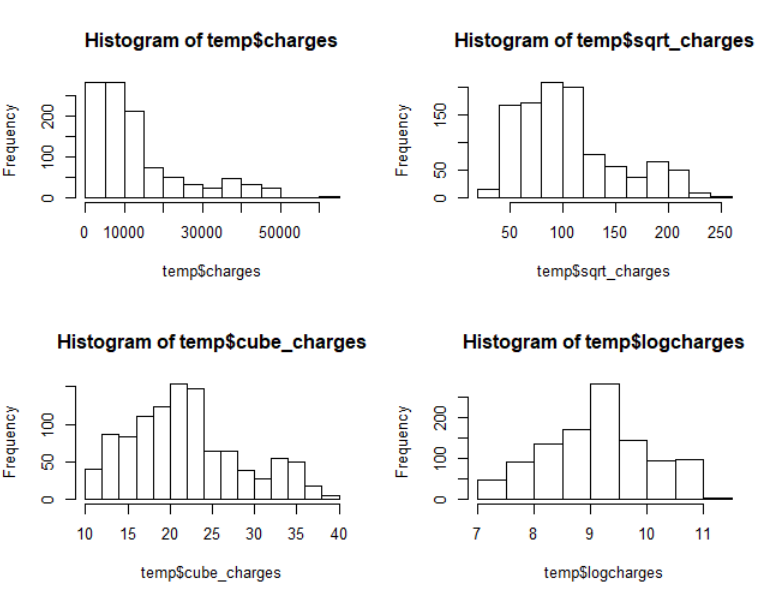 Histogram of temp$charges
Frequency
0 100 200
0 10000 30000 50000
temp$charges
Histogram of temp$sqrt_charges
Frequency
0 50 150
50 100 150 200 250
temp$sqrt_charges
Histogram of temp$cube_charges
Frequency
0 50 100
10 15 20 25 30 35 40
temp$cube_charges
Histogram of temp$logcharges
Frequency
0 100 200
7 8 9 10 11
temp$logcharges